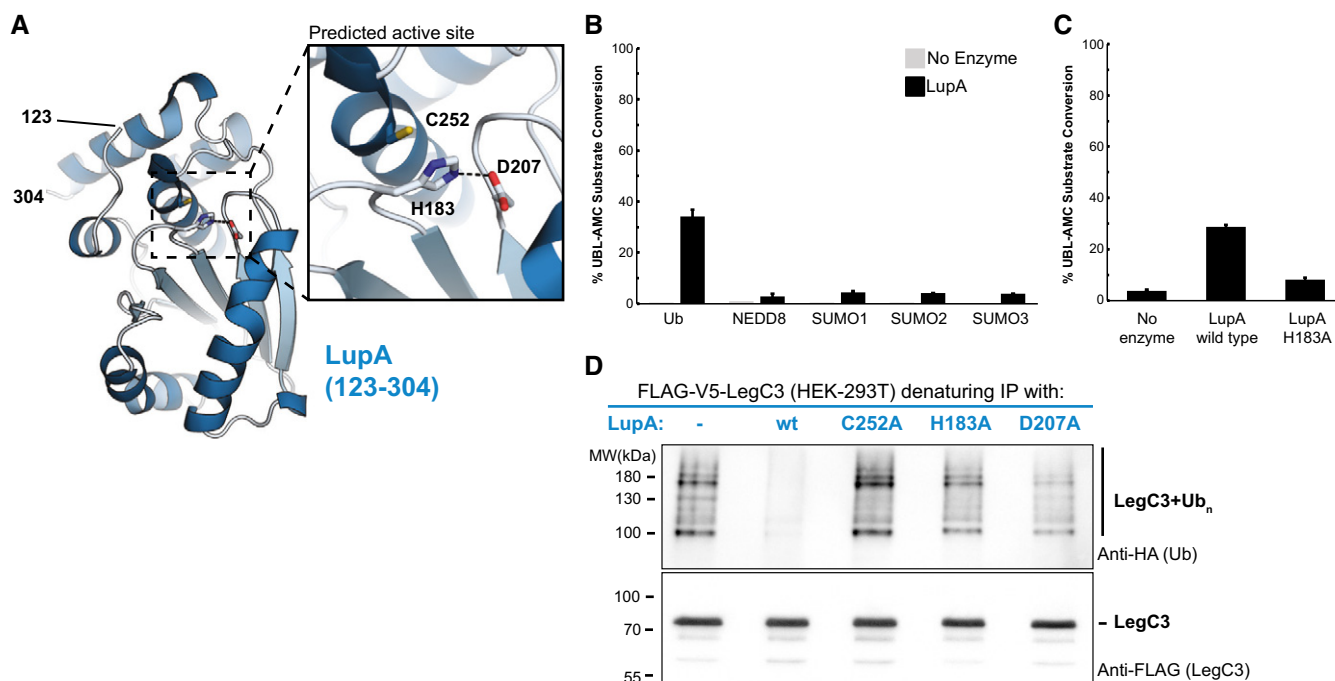 A
Predicted active site
123
304
C252
D207
H183
LupA
(123-304)
B
% UBL-AMC Substrate Conversion
100
80
60
40
20
0
No Enzyme
LupA
Ub NEDD8 SUMO1 SUMO2 SUMO3
C
% UBL-AMC Substrate Conversion
100
80
60
40
20
0
No enzyme
LupA wild type
LupA H183A
D
FLAG-V5-LegC3 (HEK-293T) denaturing IP with:
LupA: - wt C252A H183A D207A
MW(kDa)
180
130
100
LegC3+Ubn
Anti-HA (Ub)
100
70
55
LegC3
Anti-FLAG (LegC3)